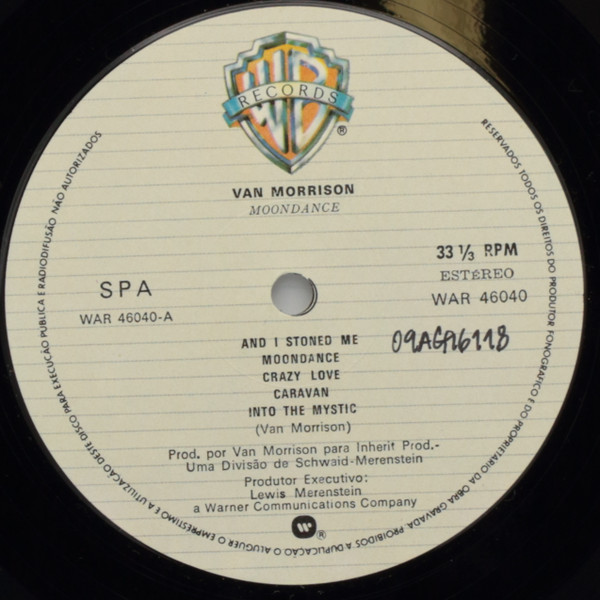 WB
RECORDS
®
VAN MORRISON
MOONDANCE
33 ⅓ RPM
ESTÉREO
WAR 46040
SPA
WAR 46040-A
AND I STONED ME
MOONDANCE
CRAZY LOVE
CARAVAN
INTO THE MYSTIC
(Van Morrison)
09AGA6118
Prod. por Van Morrison para Inherit Prod.-
Uma Divisão de Schwaid-Merenstein
Produtor Executivo:
Lewis Merenstein
a Warner Communications Company
®
RESERVADOS TODOS OS DIREITOS DO PRODUTOR FONOGRAFICO E DO PROPRIETARIO DA OBRA GRAVADA. PROIBIDOS A DUPLICAÇÃO O ALUGUER O EMPRESTIMO E A UTILIZAÇÃO DESTE DISCO PARA EXECUÇÃO PUBLICA E RADIODIFUSÃO NÃO AUTORIZADOS